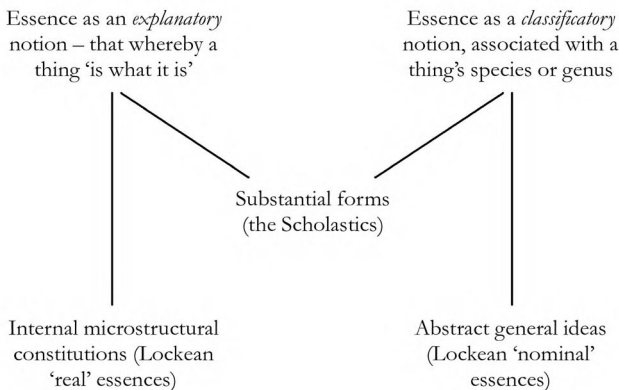 Essence as an explanatory
notion – that whereby a
thing ‘is what it is’
Essence as a classificatory
notion, associated with a
thing’s species or genus
Substantial forms
(the Scholastics)
Internal microstructural
constitutions (Lockean
‘real’ essences)
Abstract general ideas
(Lockean ‘nominal’
essences)